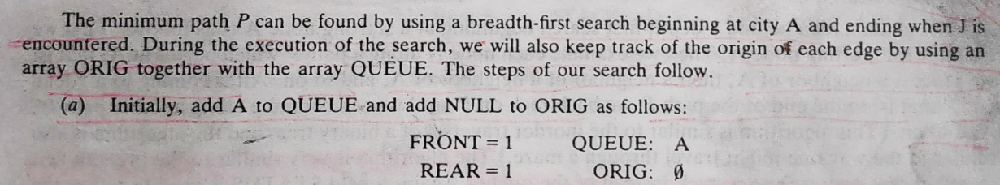 The minimum path P can be found by using a breadth-first search beginning at city A and ending when J is
encountered. During the execution of the search, we will also keep track of the origin of each edge by using an
array ORIG together with the array QUEUE. The steps of our search follow.
(a) Initially, add A to QUEUE and add NULL to ORIG as follows:
FRONT = 1 QUEUE: A
REAR = 1 ORIG: Ø